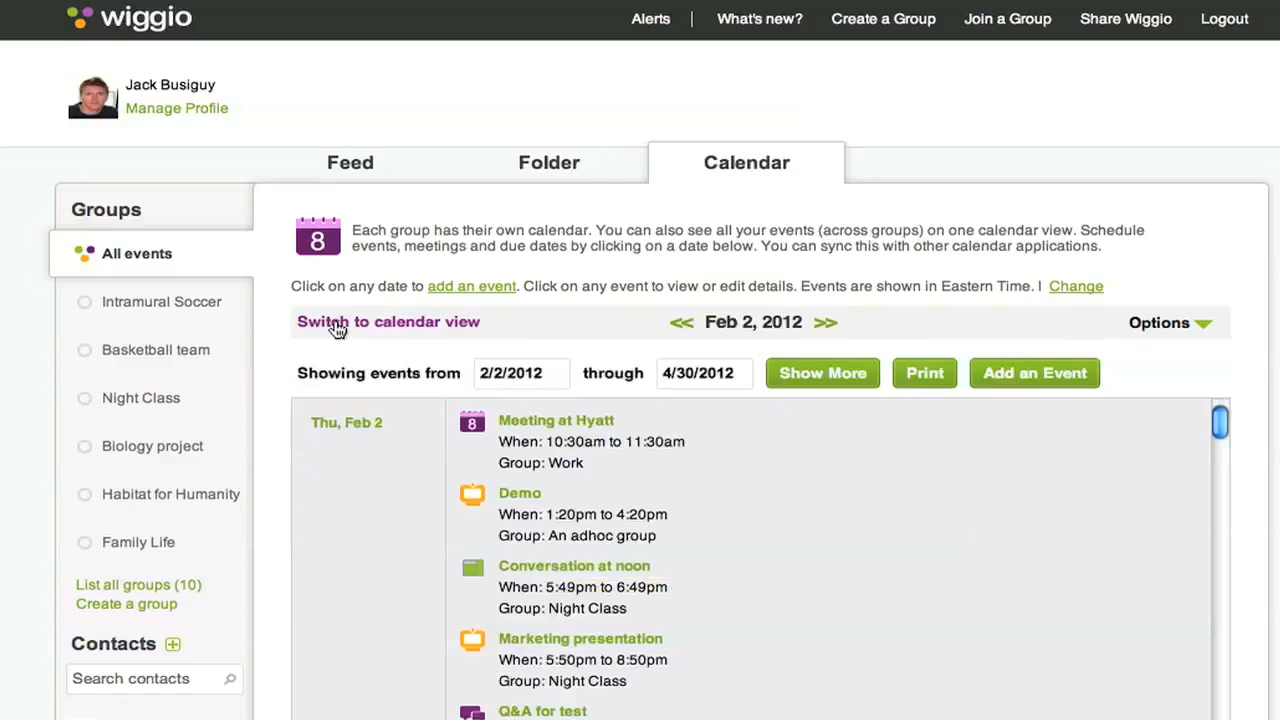 wiggio
Alerts | What's new? Create a Group Join a Group Share Wiggio Logout
Jack Busiguy
Manage Profile
Feed Folder Calendar
Groups
All events
Intramural Soccer
Basketball team
Night Class
Biology project
Habitat for Humanity
Family Life
List all groups (10)
Create a group
Contacts
Search contacts
8
Each group has their own calendar. You can also see all your events (across groups) on one calendar view. Schedule
events, meetings and due dates by clicking on a date below. You can sync this with other calendar applications.
Click on any date to add an event. Click on any event to view or edit details. Events are shown in Eastern Time. | Change
Switch to calendar view << Feb 2, 2012 >> Options
Showing events from 2/2/2012 through 4/30/2012 Show More Print Add an Event
Thu, Feb 2
8
Meeting at Hyatt
When: 10:30am to 11:30am
Group: Work
Demo
When: 1:20pm to 4:20pm
Group: An adhoc group
Conversation at noon
When: 5:49pm to 6:49pm
Group: Night Class
Marketing presentation
When: 5:50pm to 8:50pm
Group: Night Class
Q&A for test